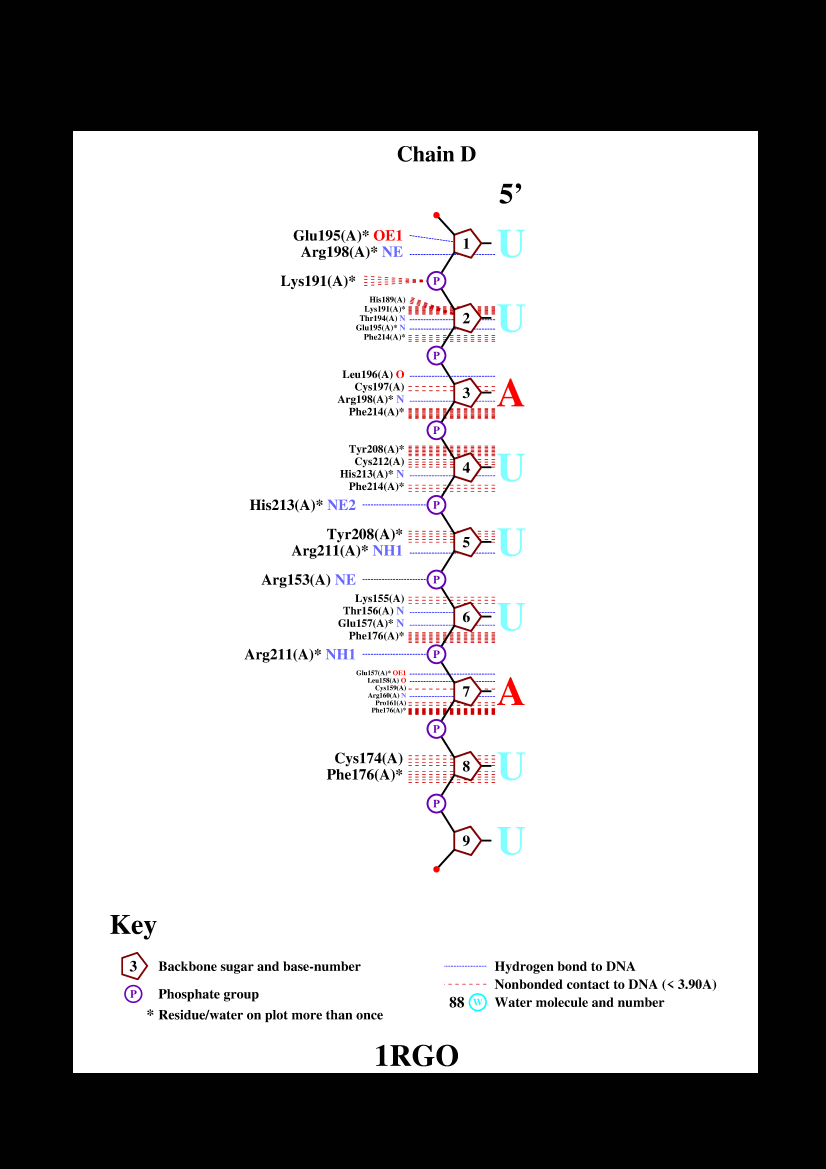 Chain D
5’
Glu195(A)* OE1
1
U
Arg198(A)* NE
Lys191(A)*
P
His189(A)
Lys191(A)*
Thr194(A) N
2
U
Glu195(A)* N
Phe214(A)*
P
Leu196(A) O
Cys197(A)
3
A
Arg198(A)* N
Phe214(A)*
P
Tyr208(A)*
Cys212(A)
4
U
His213(A)* N
Phe214(A)*
His213(A)* NE2
P
Tyr208(A)*
5
U
Arg211(A)* NH1
Arg153(A) NE
P
Lys155(A)
Thr156(A) N
6
U
Glu157(A)* N
Phe176(A)*
Arg211(A)* NH1
P
Glu157(A)* OE1
Leu158(A) O
Cys159(A)
7
A
Arg160(A) N
Pro161(A)
Phe176(A)*
P
Cys174(A)
8
U
Phe176(A)*
P
9
U
Key
3 Backbone sugar and base-number
P Phosphate group
* Residue/water on plot more than once
Hydrogen bond to DNA
Nonbonded contact to DNA (< 3.90A)
88 W Water molecule and number
1RGO